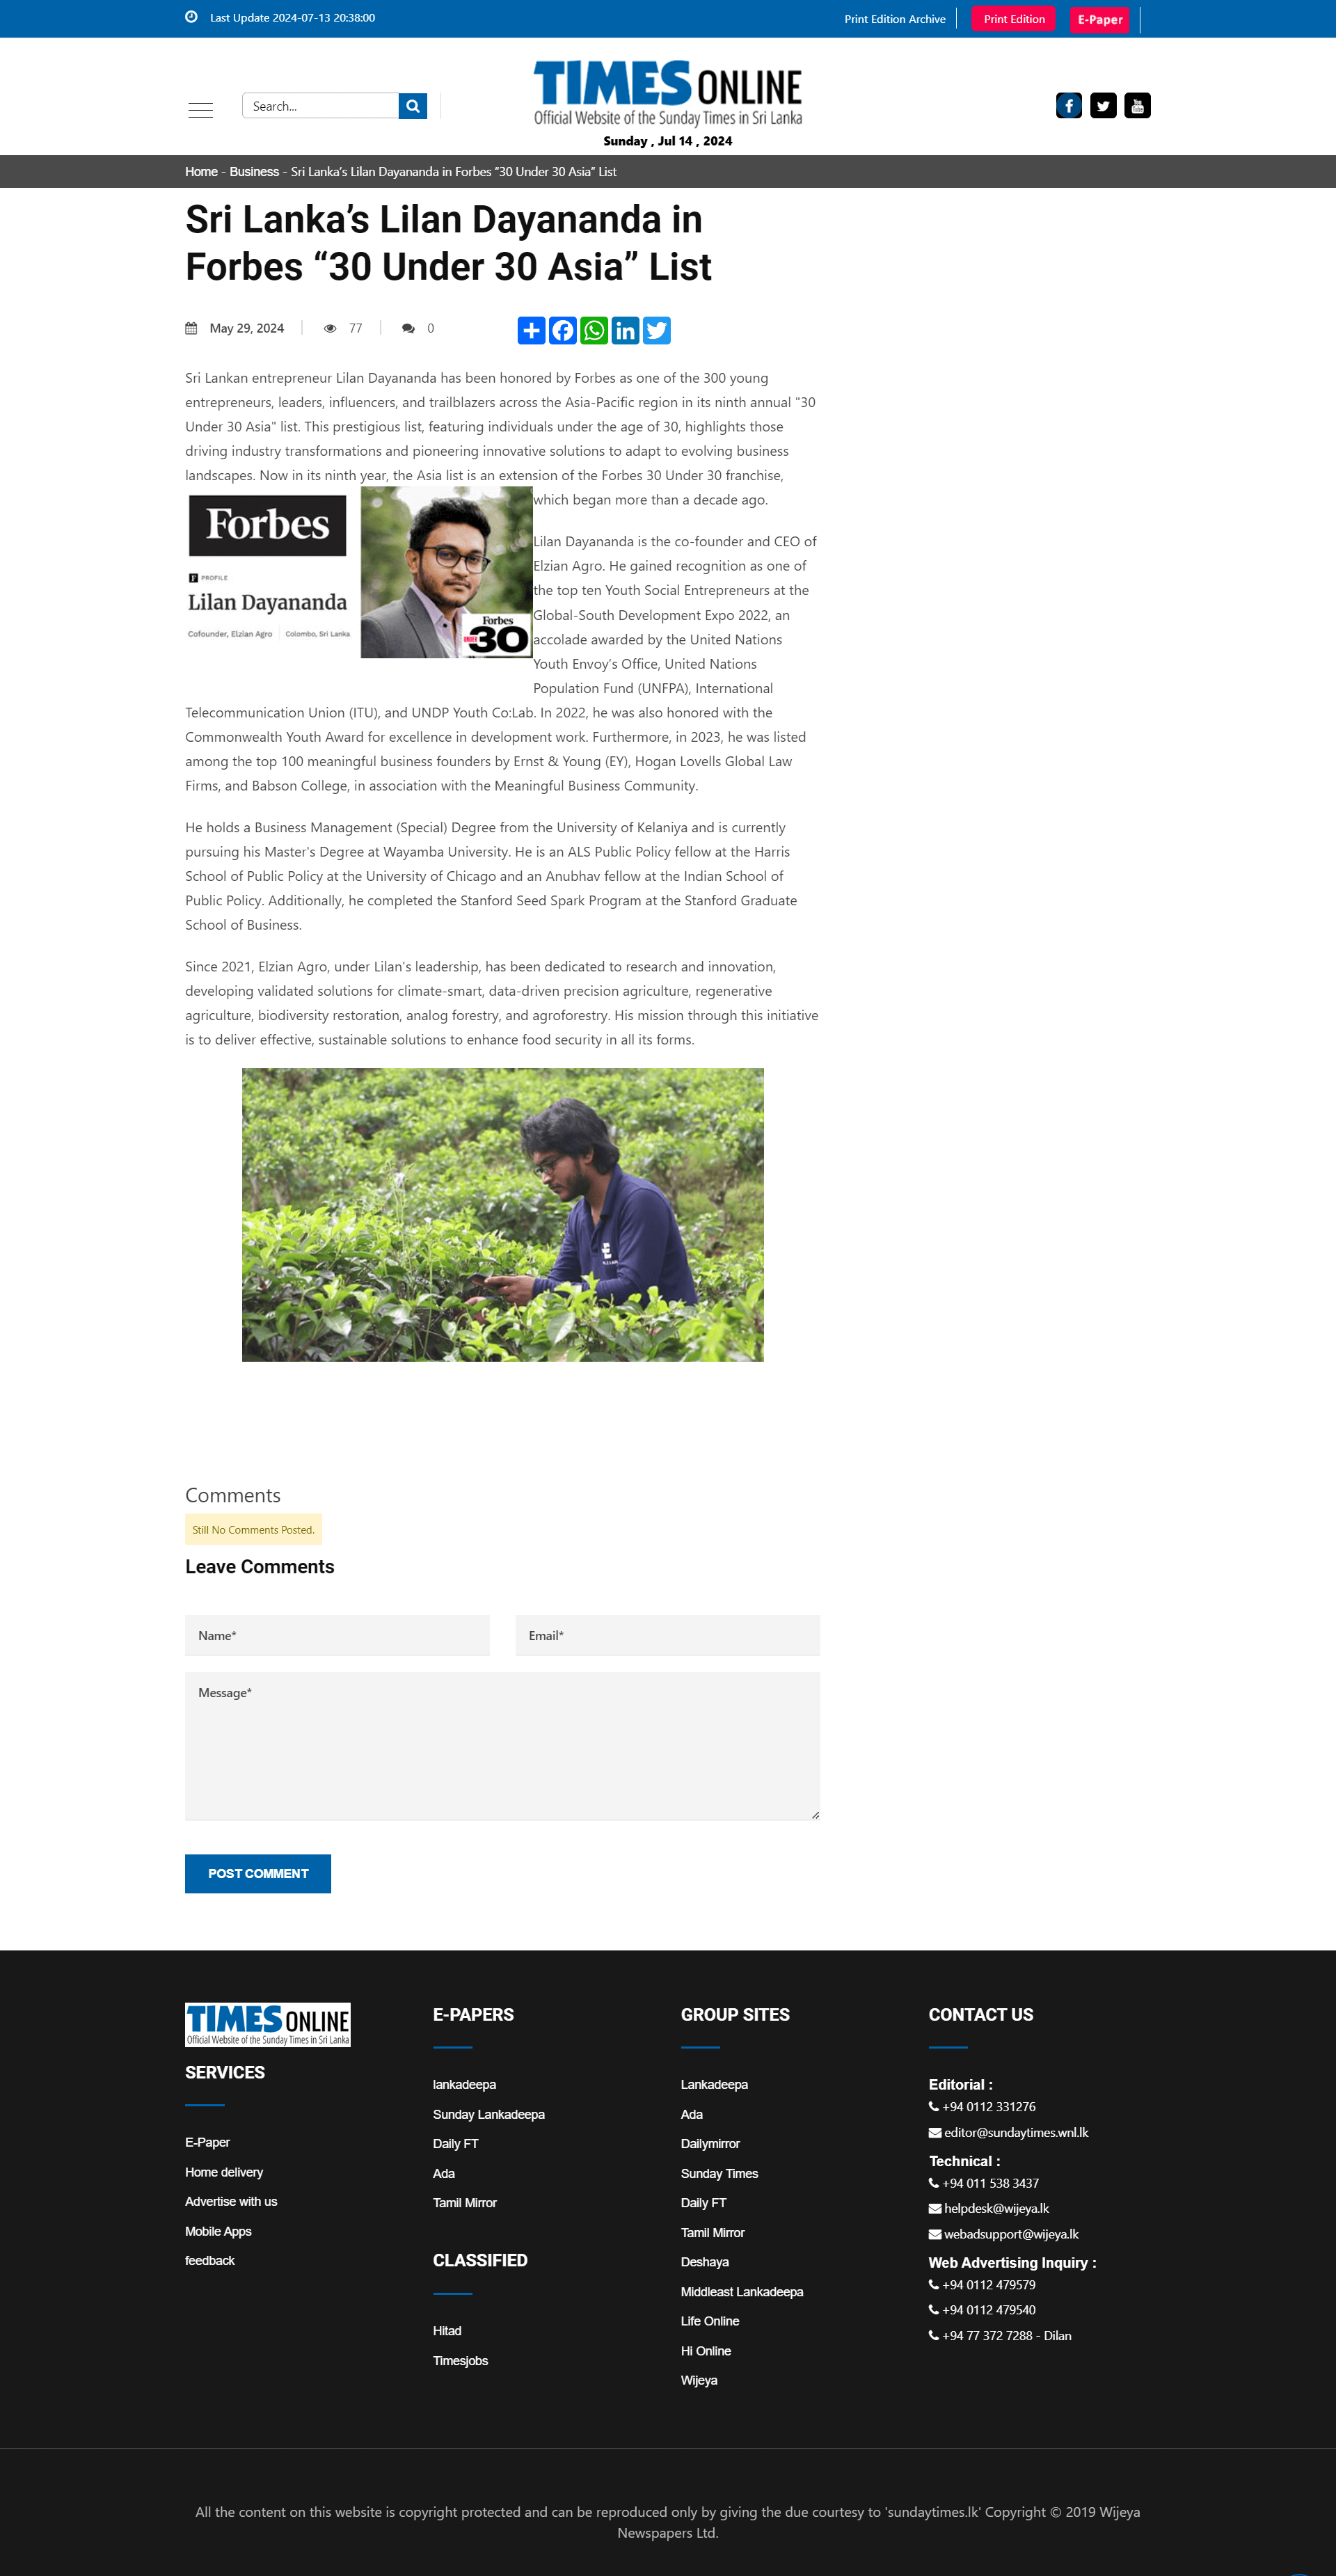 Last Update 2024-07-13 20:38:00
Print Edition Archive
Print Edition
E-Paper
Search...
TIMES ONLINE
Official Website of the Sunday Times in Sri Lanka
Sunday , Jul 14 , 2024
Home - Business - Sri Lanka’s Lilan Dayananda in Forbes “30 Under 30 Asia” List
Sri Lanka’s Lilan Dayananda in
Forbes “30 Under 30 Asia” List
May 29, 2024
77
0
Sri Lankan entrepreneur Lilan Dayananda has been honored by Forbes as one of the 300 young
entrepreneurs, leaders, influencers, and trailblazers across the Asia-Pacific region in its ninth annual "30
Under 30 Asia" list. This prestigious list, featuring individuals under the age of 30, highlights those
driving industry transformations and pioneering innovative solutions to adapt to evolving business
landscapes. Now in its ninth year, the Asia list is an extension of the Forbes 30 Under 30 franchise,
which began more than a decade ago.
Forbes
PROFILE
Lilan Dayananda
Cofounder, Elzian Agro
Colombo, Sri Lanka
Forbes
UNDER 30
Lilan Dayananda is the co-founder and CEO of
Elzian Agro. He gained recognition as one of
the top ten Youth Social Entrepreneurs at the
Global-South Development Expo 2022, an
accolade awarded by the United Nations
Youth Envoy’s Office, United Nations
Population Fund (UNFPA), International
Telecommunication Union (ITU), and UNDP Youth Co:Lab. In 2022, he was also honored with the
Commonwealth Youth Award for excellence in development work. Furthermore, in 2023, he was listed
among the top 100 meaningful business founders by Ernst & Young (EY), Hogan Lovells Global Law
Firms, and Babson College, in association with the Meaningful Business Community.
He holds a Business Management (Special) Degree from the University of Kelaniya and is currently
pursuing his Master's Degree at Wayamba University. He is an ALS Public Policy fellow at the Harris
School of Public Policy at the University of Chicago and an Anubhav fellow at the Indian School of
Public Policy. Additionally, he completed the Stanford Seed Spark Program at the Stanford Graduate
School of Business.
Since 2021, Elzian Agro, under Lilan's leadership, has been dedicated to research and innovation,
developing validated solutions for climate-smart, data-driven precision agriculture, regenerative
agriculture, biodiversity restoration, analog forestry, and agroforestry. His mission through this initiative
is to deliver effective, sustainable solutions to enhance food security in all its forms.
Comments
Still No Comments Posted.
Leave Comments
Name*
Email*
Message*
POST COMMENT
TIMES ONLINE
Official Website of the Sunday Times in Sri Lanka
SERVICES
E-Paper
Home delivery
Advertise with us
Mobile Apps
feedback
E-PAPERS
lankadeepa
Sunday Lankadeepa
Daily FT
Ada
Tamil Mirror
CLASSIFIED
Hitad
Timesjobs
GROUP SITES
Lankadeepa
Ada
Dailymirror
Sunday Times
Daily FT
Tamil Mirror
Deshaya
Middleast Lankadeepa
Life Online
Hi Online
Wijeya
CONTACT US
Editorial :
+94 0112 331276
editor@sundaytimes.wnl.lk
Technical :
+94 011 538 3437
helpdesk@wijeya.lk
webadsupport@wijeya.lk
Web Advertising Inquiry :
+94 0112 479579
+94 0112 479540
+94 77 372 7288 - Dilan
All the content on this website is copyright protected and can be reproduced only by giving the due courtesy to 'sundaytimes.lk' Copyright © 2019 Wijeya
Newspapers Ltd.